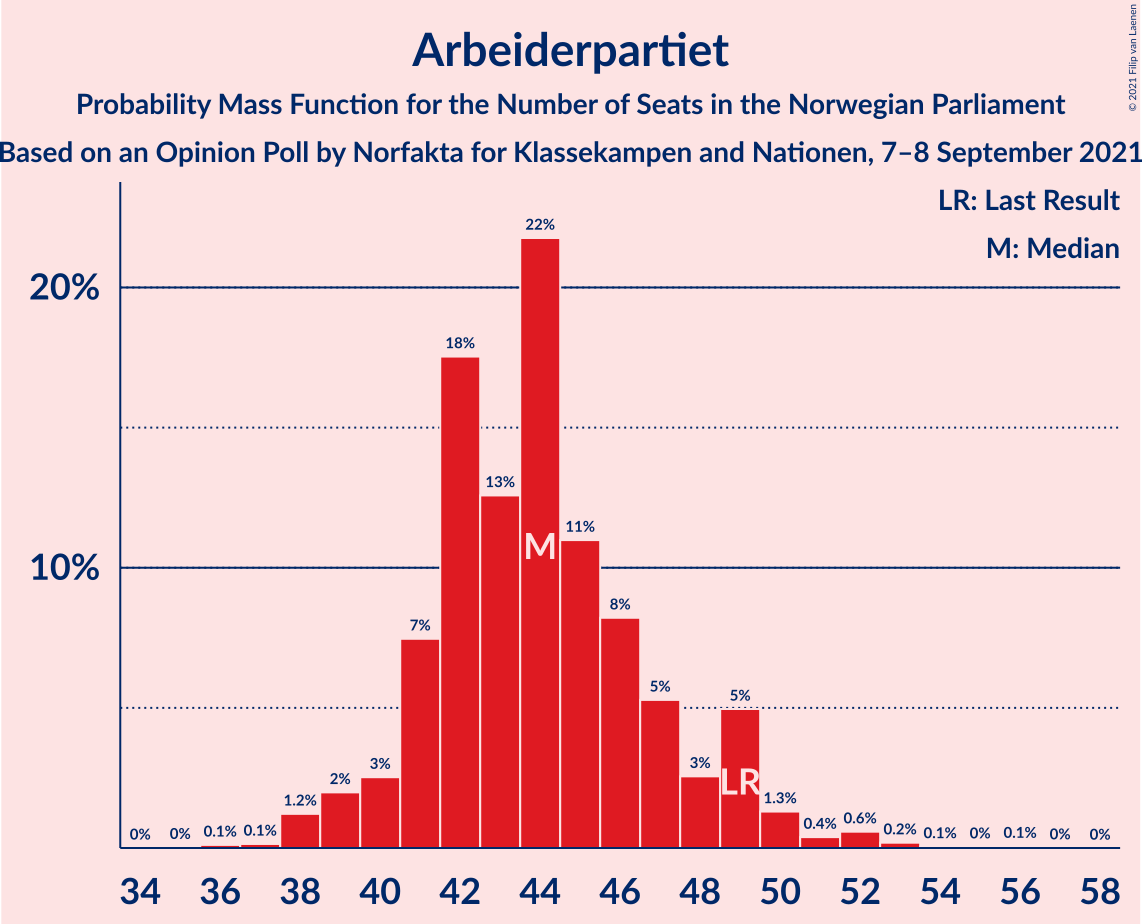 Arbeiderpartiet
Probability Mass Function for the Number of Seats in the Norwegian Parliament
Based on an Opinion Poll by Norfakta for Klassekampen and Nationen, 7–8 September 2021
© 2021 Filip van Laenen
LR: Last Result
M: Median
20%
10%
0% 0% 0.1% 0.1% 1.2% 2% 3% 7% 18% 13% 22% 11% 8% 5% 3% 5% 1.3% 0.4% 0.6% 0.2% 0.1% 0% 0.1% 0% 0%
M
LR
34 36 38 40 42 44 46 48 50 52 54 56 58